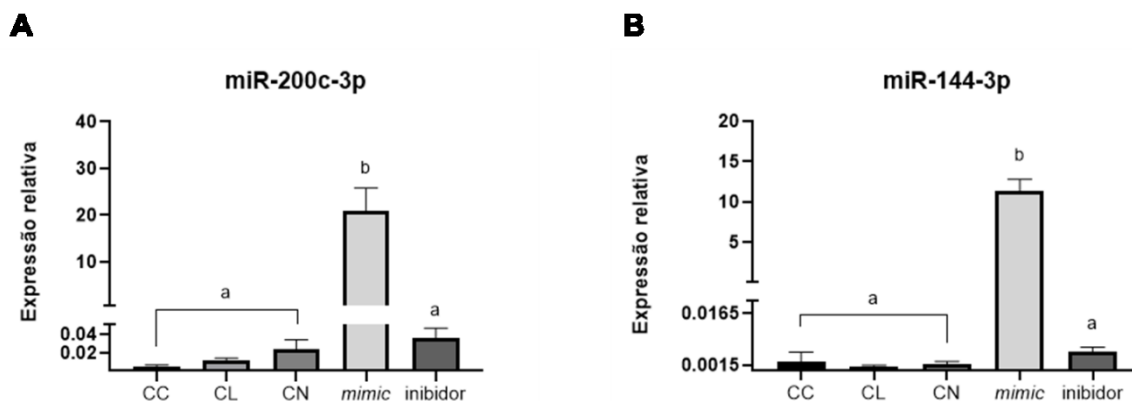 A
miR-200c-3p
Expressão relativa
40
30
20
10
0.04
0.02
a
b
a
CC CL CN mimic inibidor
B
miR-144-3p
Expressão relativa
20
15
10
5
0.0165
0.0015
a
b
a
CC CL CN mimic inibidor